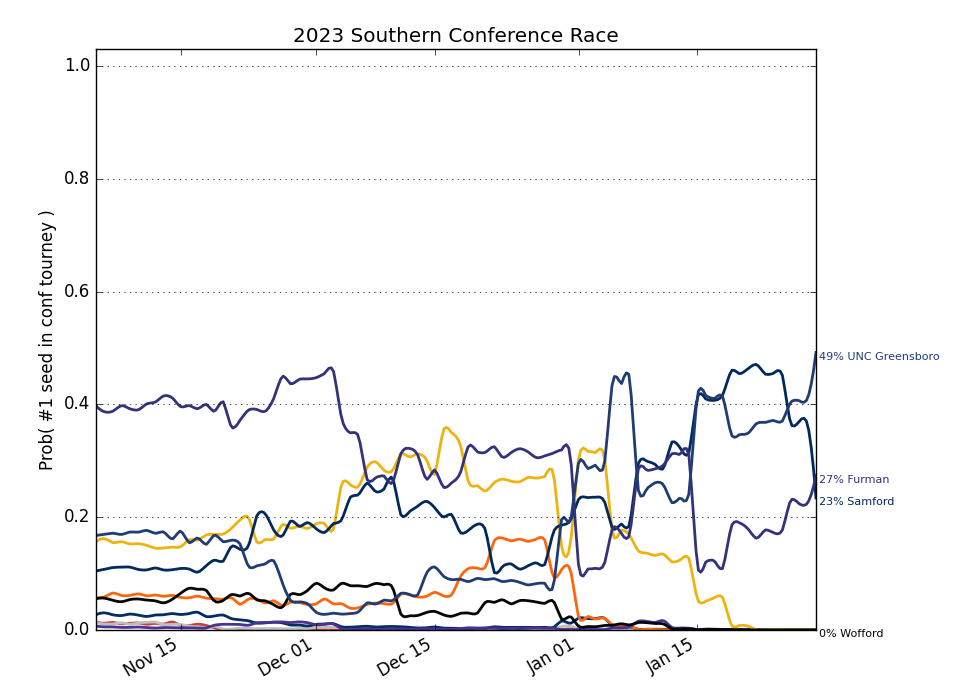 2023 Southern Conference Race
Prob( #1 seed in conf tourney )
1.0
0.8
0.6
0.4
0.2
0.0
49% UNC Greensboro
27% Furman
23% Samford
0% Wofford
Nov 15
Dec 01
Dec 15
Jan 01
Jan 15